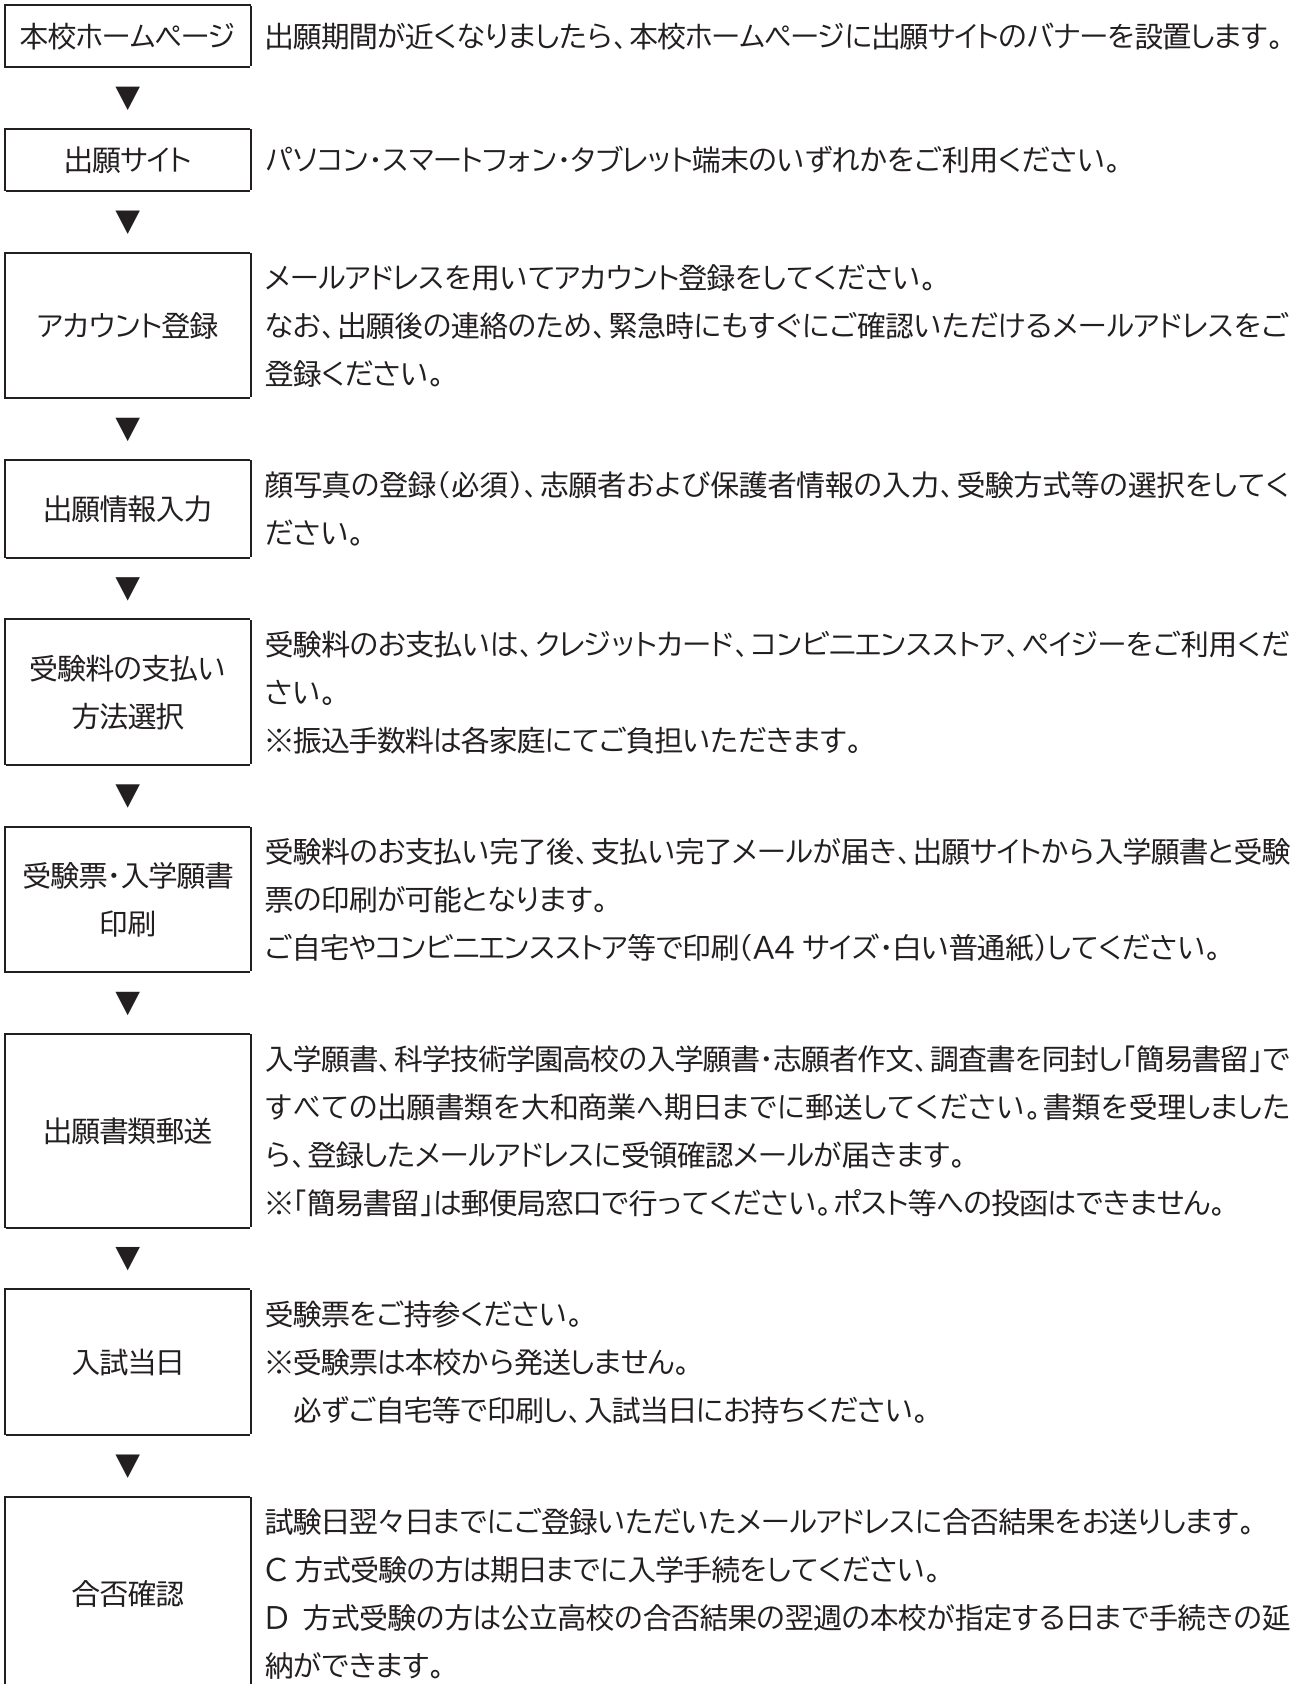 本校ホームページ
出願期間が近くなりましたら、本校ホームページに出願サイトのバナーを設置します。
▼
出願サイト
パソコン・スマートフォン・タブレット端末のいずれかをご利用ください。
▼
アカウント登録
メールアドレスを用いてアカウント登録をしてください。
なお、出願後の連絡のため、緊急時にもすぐにご確認いただけるメールアドレスをご
登録ください。
▼
出願情報入力
顔写真の登録（必須）、志願者および保護者情報の入力、受験方式等の選択をしてく
ださい。
▼
受験料の支払い
方法選択
受験料のお支払いは、クレジットカード、コンビニエンスストア、ペイジーをご利用くだ
さい。
※振込手数料は各家庭にてご負担いただきます。
▼
受験票・入学願書
印刷
受験料のお支払い完了後、支払い完了メールが届き、出願サイトから入学願書と受験
票の印刷が可能となります。
ご自宅やコンビニエンスストア等で印刷（A4 サイズ・白い普通紙）してください。
▼
出願書類郵送
入学願書、科学技術学園高校の入学願書・志願者作文、調査書を同封し「簡易書留」で
すべての出願書類を大和商業へ期日までに郵送してください。書類を受理しました
ら、登録したメールアドレスに受領確認メールが届きます。
※「簡易書留」は郵便局窓口で行ってください。ポスト等への投函はできません。
▼
入試当日
受験票をご持参ください。
※受験票は本校から発送しません。
必ずご自宅等で印刷し、入試当日にお持ちください。
▼
合否確認
試験日翌々日までにご登録いただいたメールアドレスに合否結果をお送りします。
C 方式受験の方は期日までに入学手続をしてください。
D 方式受験の方は公立高校の合否結果の翌週の本校が指定する日まで手続きの延
納ができます。